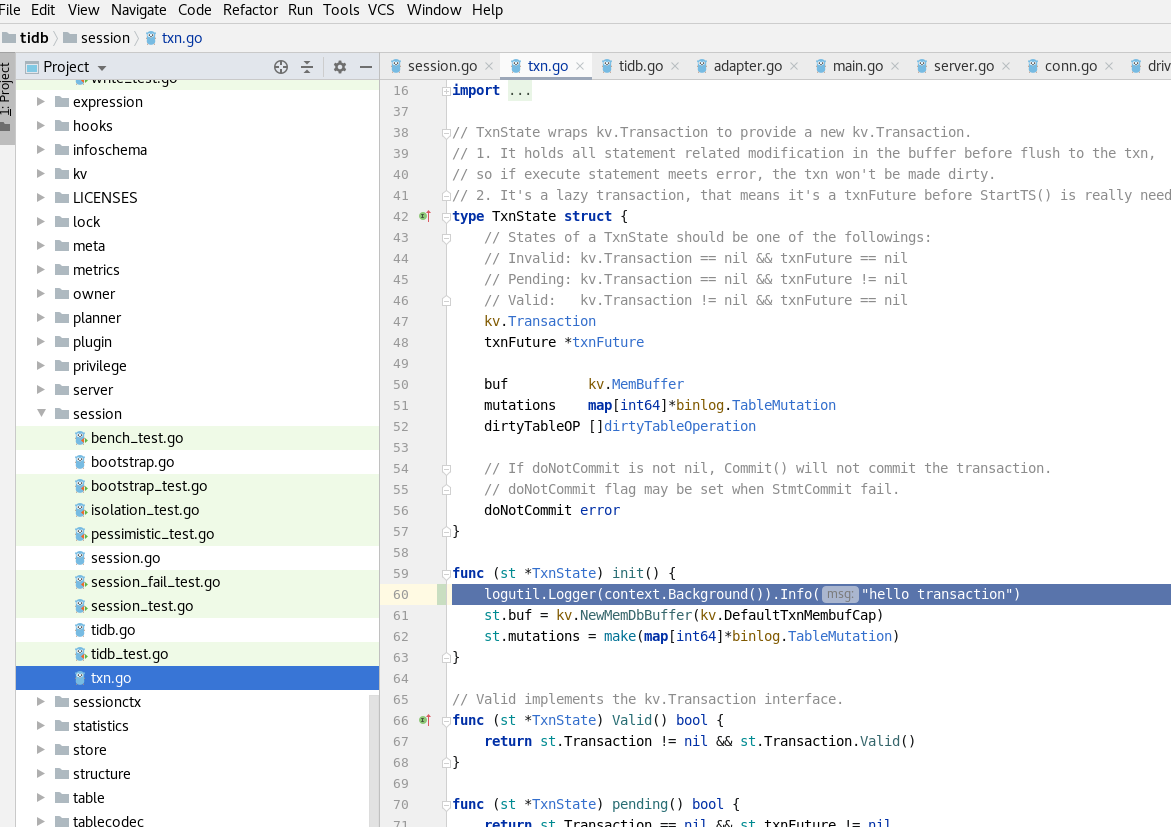 File Edit View Navigate Code Refactor Run Tools VCS Window Help
tidb session txn.go
1: Project
Project
write_test.go
expression
hooks
infoschema
kv
LICENSES
lock
meta
metrics
owner
planner
plugin
privilege
server
session
bench_test.go
bootstrap.go
bootstrap_test.go
isolation_test.go
pessimistic_test.go
session.go
session_fail_test.go
session_test.go
tidb.go
tidb_test.go
txn.go
sessionctx
statistics
store
structure
table
tablecodec
session.go txn.go tidb.go adapter.go main.go server.go conn.go driv
16 import ...
37
38 // TxnState wraps kv.Transaction to provide a new kv.Transaction.
39 // 1. It holds all statement related modification in the buffer before flush to the txn,
40 // so if execute statement meets error, the txn won't be made dirty.
41 // 2. It's a lazy transaction, that means it's a txnFuture before StartTS() is really need
42 type TxnState struct {
43 // States of a TxnState should be one of the followings:
44 // Invalid: kv.Transaction == nil && txnFuture == nil
45 // Pending: kv.Transaction == nil && txnFuture != nil
46 // Valid:   kv.Transaction != nil && txnFuture == nil
47 kv.Transaction
48 txnFuture *txnFuture
49
50 buf          kv.MemBuffer
51 mutations    map[int64]*binlog.TableMutation
52 dirtyTableOP []dirtyTableOperation
53
54 // If doNotCommit is not nil, Commit() will not commit the transaction.
55 // doNotCommit flag may be set when StmtCommit fail.
56 doNotCommit error
57 }
58
59 func (st *TxnState) init() {
60 logutil.Logger(context.Background()).Info( msg: "hello transaction")
61 st.buf = kv.NewMemDbBuffer(kv.DefaultTxnMembufCap)
62 st.mutations = make(map[int64]*binlog.TableMutation)
63 }
64
65 // Valid implements the kv.Transaction interface.
66 func (st *TxnState) Valid() bool {
67 return st.Transaction != nil && st.Transaction.Valid()
68 }
69
70 func (st *TxnState) pending() bool {
71 return st.Transaction == nil && st.txnFuture != nil